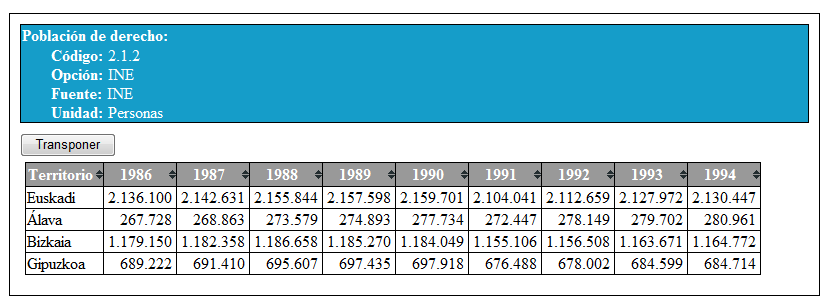 Población de derecho:
Código: 2.1.2
Opción: INE
Fuente: INE
Unidad: Personas
Transponer
Territorio 1986 1987 1988 1989 1990 1991 1992 1993 1994
Euskadi 2.136.100 2.142.631 2.155.844 2.157.598 2.159.701 2.104.041 2.112.659 2.127.972 2.130.447
Álava 267.728 268.863 273.579 274.893 277.734 272.447 278.149 279.702 280.961
Bizkaia 1.179.150 1.182.358 1.186.658 1.185.270 1.184.049 1.155.106 1.156.508 1.163.671 1.164.772
Gipuzkoa 689.222 691.410 695.607 697.435 697.918 676.488 678.002 684.599 684.714